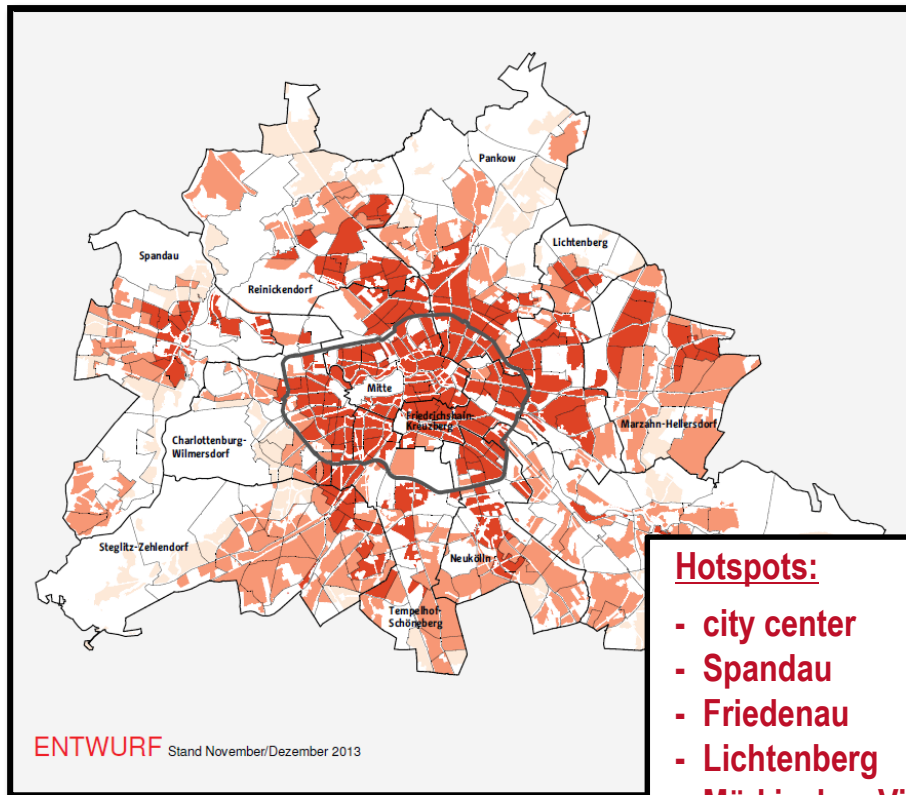 Pankow
Lichtenberg
Spandau
Reinickendorf
Mitte
Friedrichshain-
Kreuzberg
Marzahn-Hellersdorf
Charlottenburg-
Wilmersdorf
Steglitz-Zehlendorf
Neukölln
Tempelhof-
Schöneberg
ENTWURF Stand November/Dezember 2013
Hotspots:
- city center
- Spandau
- Friedenau
- Lichtenberg